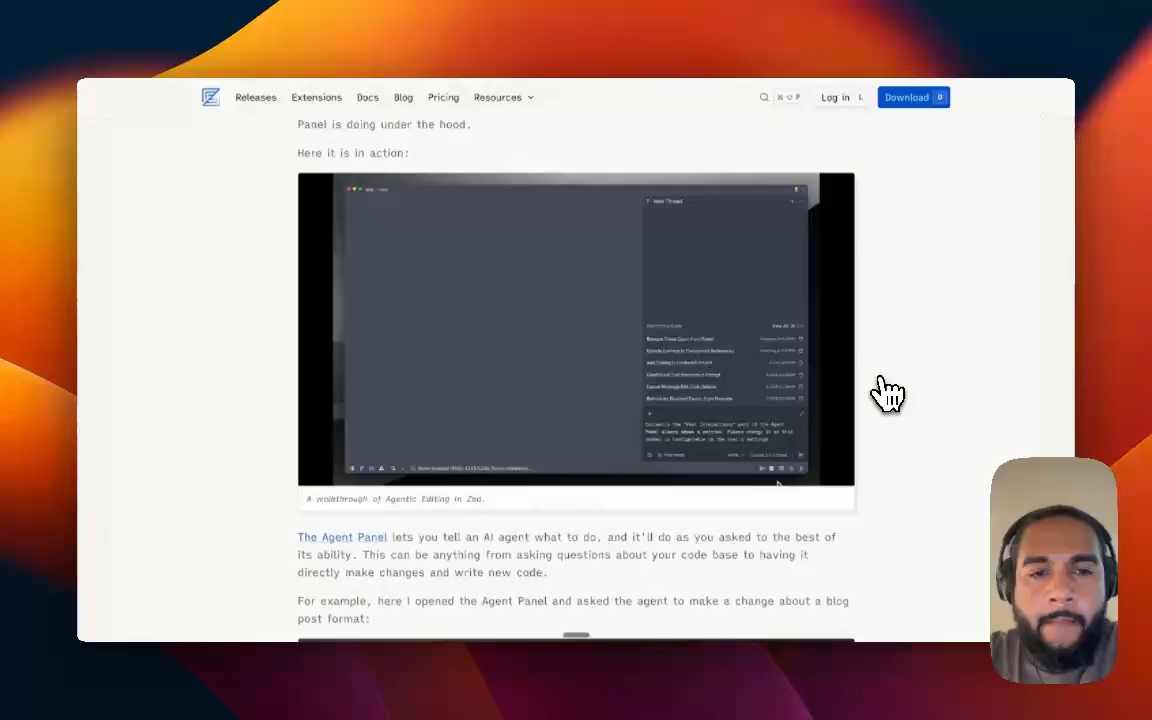 Releases Extensions Docs Blog Pricing Resources Log in L Download D
Panel is doing under the hood.
Here it is in action:
New Thread
View All
A walkthrough of Agentic Editing in Zed.
The Agent Panel lets you tell an AI agent what to do, and it'll do as you asked to the best of
its ability. This can be anything from asking questions about your code base to having it
directly make changes and write new code.
For example, here I opened the Agent Panel and asked the agent to make a change about a blog
post format: